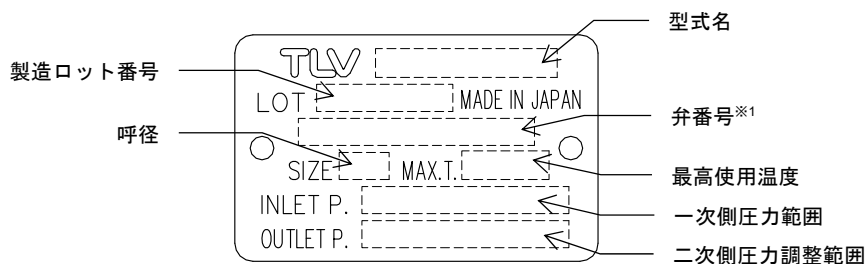 型式名
TLV
製造ロット番号
LOT MADE IN JAPAN
弁番号※1
呼径
SIZE MAX.T.
最高使用温度
INLET P.
一次側圧力範囲
OUTLET P.
二次側圧力調整範囲